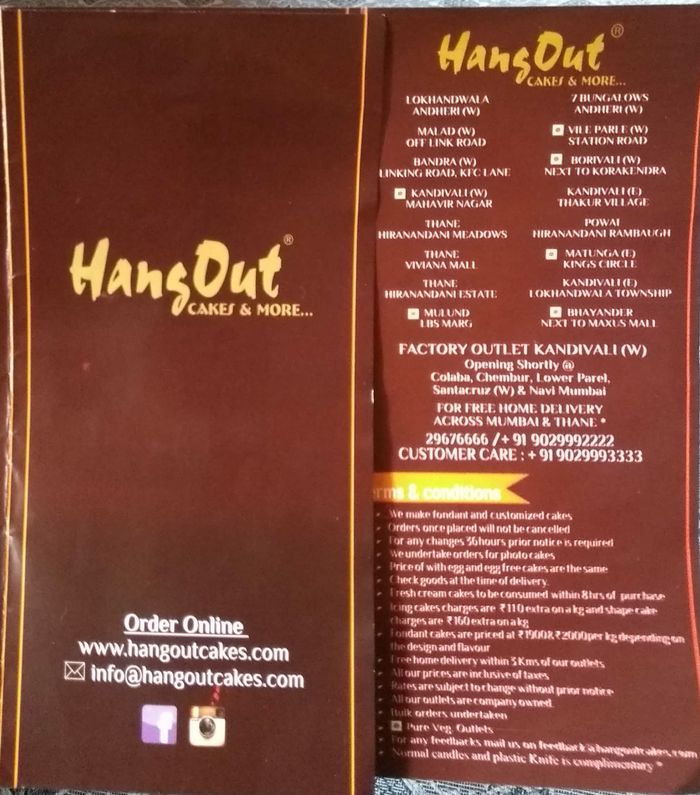 HangOut®
CAKES & MORE...
Order Online
www.hangoutcakes.com
info@hangoutcakes.com
HangOut®
CAKES & MORE...
LOKHANDWALA
ANDHERI (W)
7 BUNGALOWS
ANDHERI (W)
MALAD (W)
OFF LINK ROAD
VILE PARLE (W)
STATION ROAD
BANDRA (W)
LINKING ROAD, KFC LANE
BORIVALI (W)
NEXT TO KORAKENDRA
KANDIVALI (W)
MAHAVIR NAGAR
KANDIVALI (E)
THAKUR VILLAGE
THANE
HIRANANDANI MEADOWS
POWAI
HIRANANDANI RAMBAUGH
THANE
VIVIANA MALL
MATUNGA (E)
KINGS CIRCLE
THANE
HIRANANDANI ESTATE
KANDIVALI (E)
LOKHANDWALA TOWNSHIP
MULUND
LBS MARG
BHAYANDER
NEXT TO MAXUS MALL
FACTORY OUTLET KANDIVALI (W)
Opening Shortly @
Colaba, Chembur, Lower Parel,
Santacruz (W) & Navi Mumbai
FOR FREE HOME DELIVERY
ACROSS MUMBAI & THANE *
29676666 /+ 91 9029992222
CUSTOMER CARE : + 91 9029993333
rms & conditions
We make fondant and customized cakes
Orders once placed will not be cancelled
For any changes 36hours prior notice is required
We undertake orders for photo cakes
Price of with egg and egg free cakes are the same
Check goods at the time of delivery.
Fresh cream cakes to be consumed within 8hrs of purchase
Icing cakes charges are ₹110 extra on a kg and shape cake
charges are ₹160 extra on a kg
Fondant cakes are priced at ₹1900&₹2000per kg depending on
the design and flavour
Free home delivery within 3 Kms of our outlets
All our prices are inclusive of taxes
Rates are subject to change without prior notice
All our outlets are company owned
Bulk orders undertaken
Pure Veg. Outlets
For any feedbacks mail us on feedback@hangoutcakes.com
Normal candles and plastic Knife is complimentary *